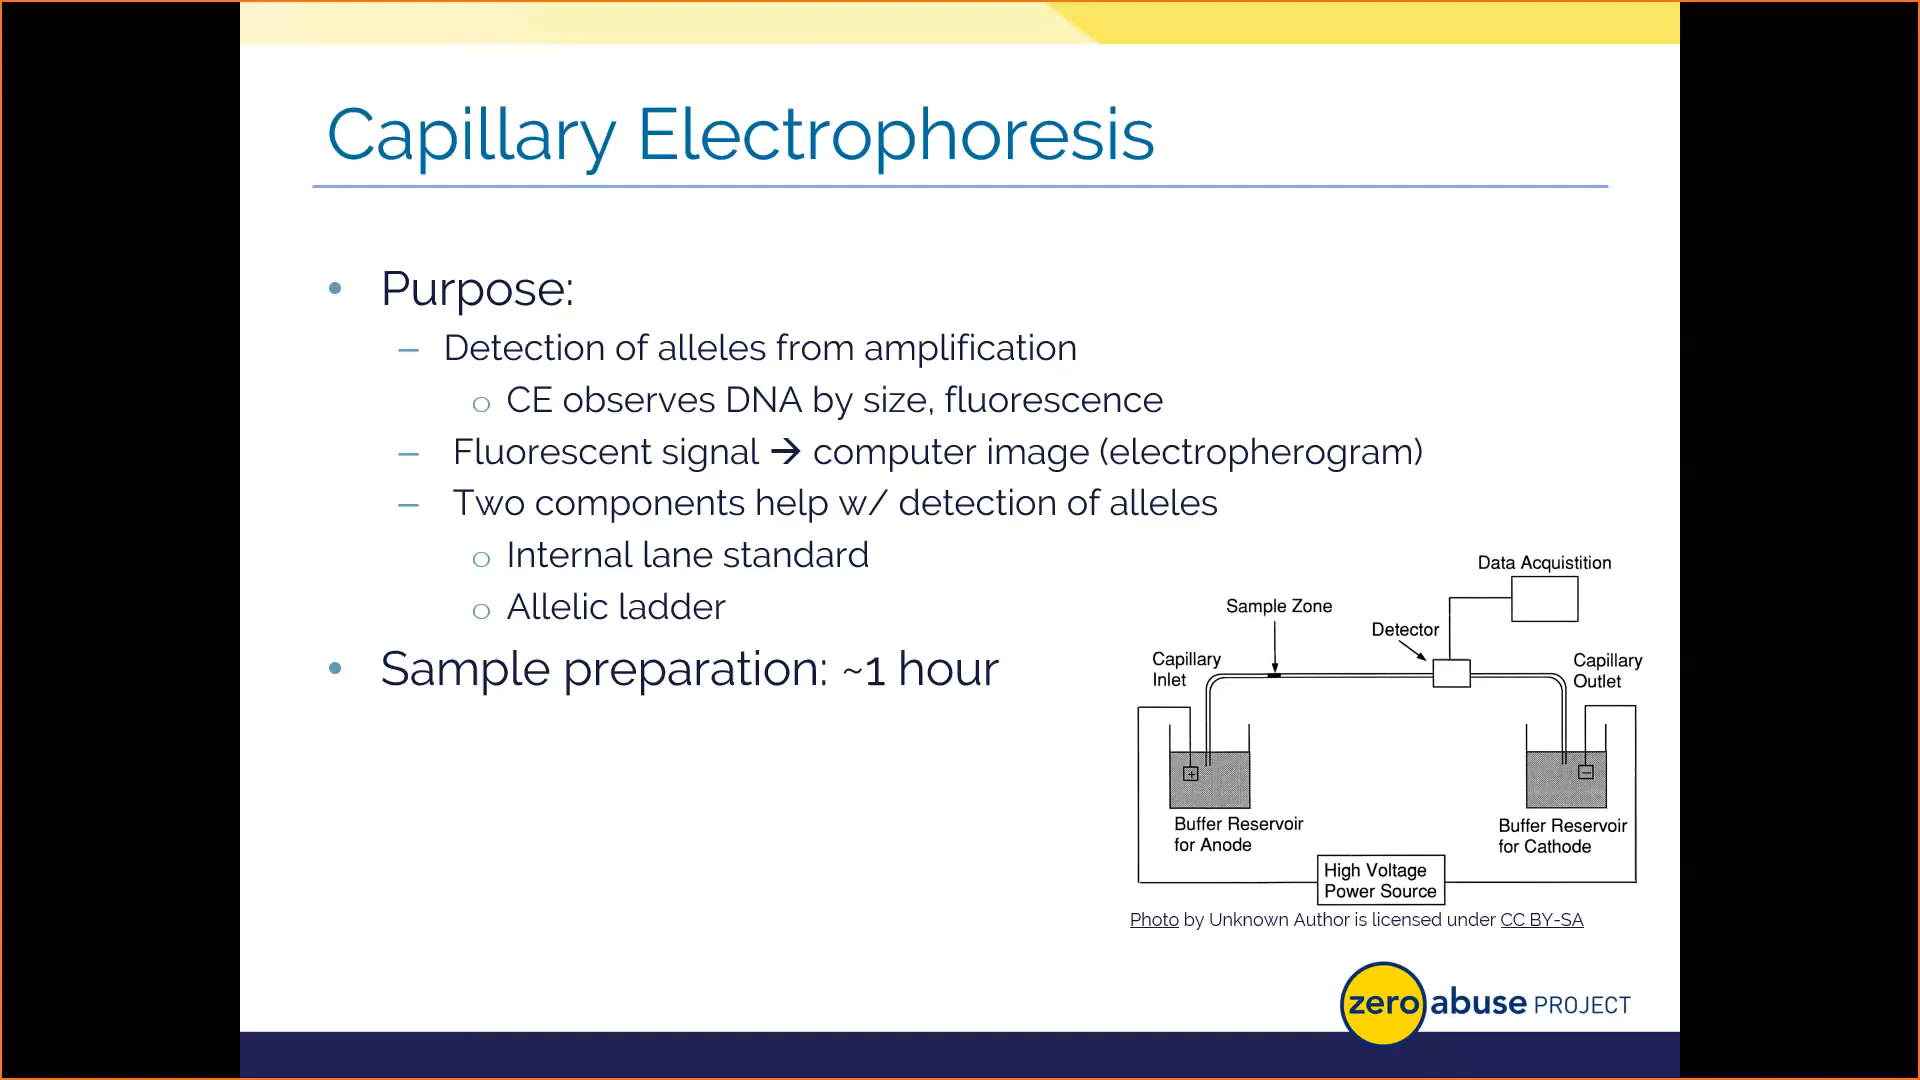 Capillary Electrophoresis
• Purpose:
– Detection of alleles from amplification
o CE observes DNA by size, fluorescence
– Fluorescent signal → computer image (electropherogram)
– Two components help w/ detection of alleles
o Internal lane standard
o Allelic ladder
• Sample preparation: ~1 hour
Data Acquistition
Sample Zone
Detector
Capillary
Inlet
Capillary
Outlet
+
−
Buffer Reservoir
for Anode
Buffer Reservoir
for Cathode
High Voltage
Power Source
Photo by Unknown Author is licensed under CC BY-SA
zero abuse PROJECT